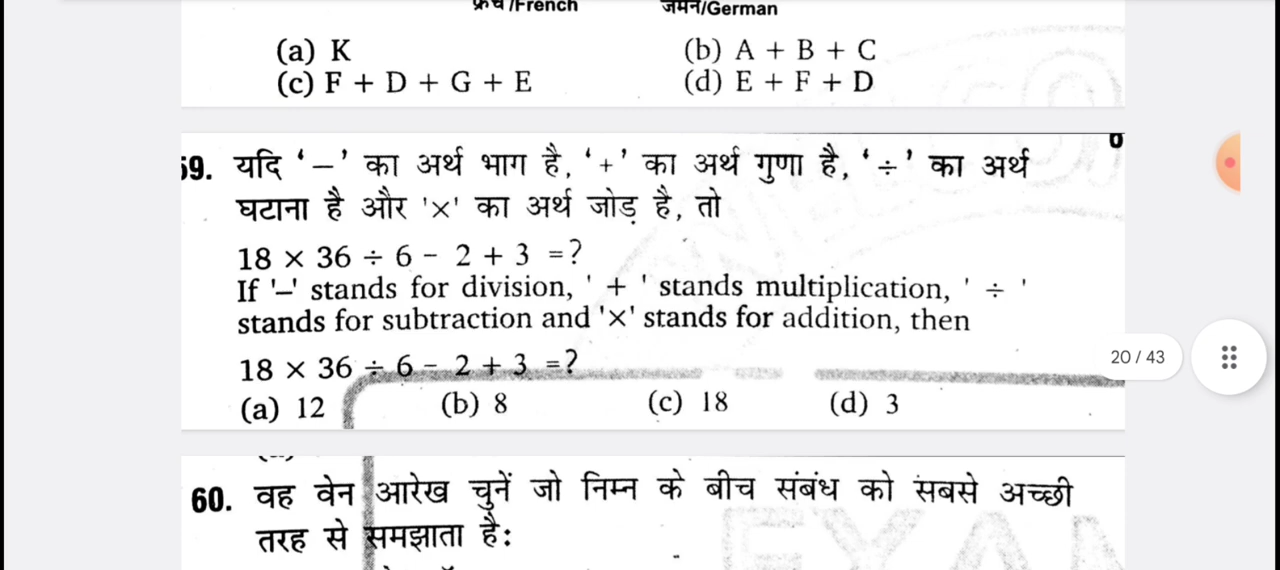 फ्रेंच /French जर्मन/German
(a) K (b) A + B + C
(c) F + D + G + E (d) E + F + D
59. यदि ‘–’ का अर्थ भाग है, ‘+’ का अर्थ गुणा है, ‘÷’ का अर्थ
घटाना है और '×' का अर्थ जोड़ है, तो
18 × 36 ÷ 6 – 2 + 3 =?
If '–' stands for division, ' + ' stands multiplication, ' ÷ '
stands for subtraction and '×' stands for addition, then
18 × 36 ÷ 6 – 2 + 3 =?
20 / 43
(a) 12 (b) 8 (c) 18 (d) 3
60. वह वेन आरेख चुनें जो निम्न के बीच संबंध को सबसे अच्छी
तरह से समझाता है: